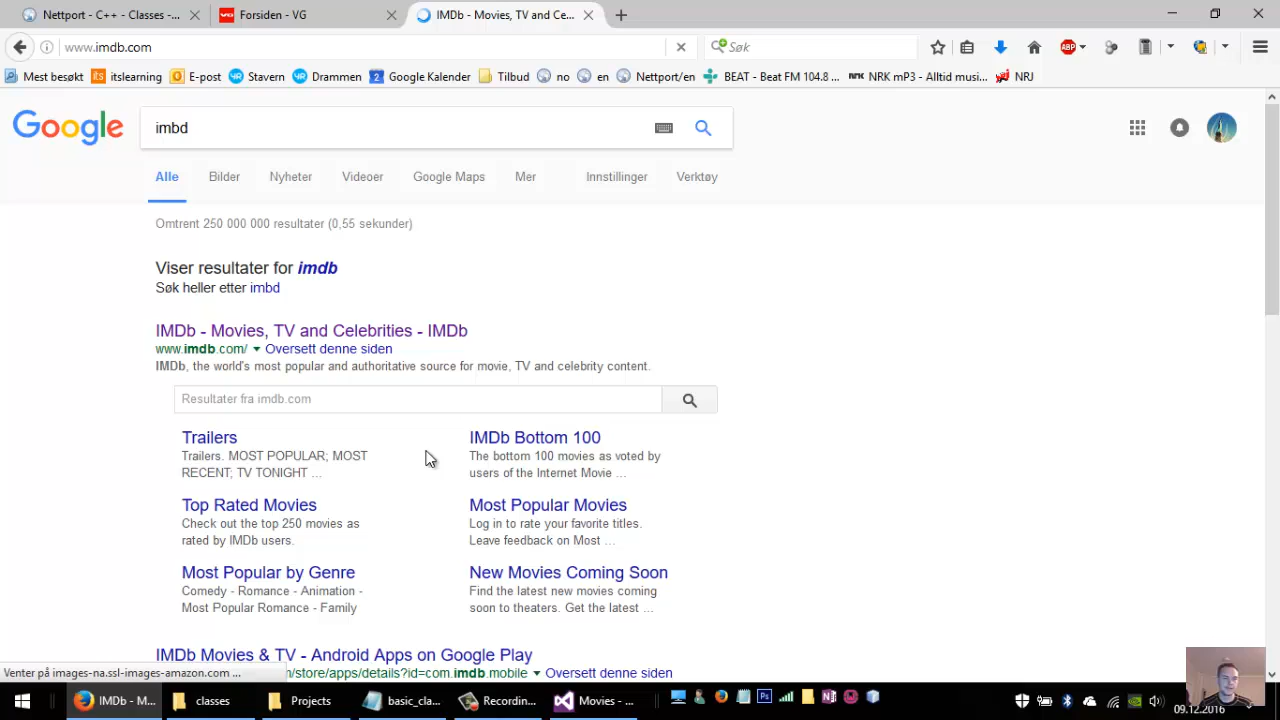 Nettport - C++ - Classes -...
Forsiden - VG
IMDb - Movies, TV and Ce...
www.imdb.com
Søk
ABP
Mest besøkt
its itslearning
E-post
YR Stavern
YR Drammen
2 Google Kalender
Tilbud
no
en
Nettport/en
BEAT - Beat FM 104.8 ...
NRK mP3 - Alltid musi...
NRJ
Google
imbd
Alle
Bilder
Nyheter
Videoer
Google Maps
Mer
Innstillinger
Verktøy
Omtrent 250 000 000 resultater (0,55 sekunder)
Viser resultater for imdb
Søk heller etter imbd
IMDb - Movies, TV and Celebrities - IMDb
www.imdb.com/ Oversett denne siden
IMDb, the world's most popular and authoritative source for movie, TV and celebrity content.
Resultater fra imdb.com
Trailers
Trailers. MOST POPULAR; MOST
RECENT; TV TONIGHT ...
IMDb Bottom 100
The bottom 100 movies as voted by
users of the Internet Movie ...
Top Rated Movies
Check out the top 250 movies as
rated by IMDb users.
Most Popular Movies
Log in to rate your favorite titles.
Leave feedback on Most ...
Most Popular by Genre
Comedy - Romance - Animation -
Most Popular Romance - Family
New Movies Coming Soon
Find the latest new movies coming
soon to theaters. Get the latest ...
IMDb Movies & TV - Android Apps on Google Play
Venter på images-na.ssl-images-amazon.com ...
n/store/apps/details?id=com.imdb.mobile Oversett denne siden
IMDb - M...
classes
Projects
basic_cla...
Recordin...
Movies - ...
09.12.2016